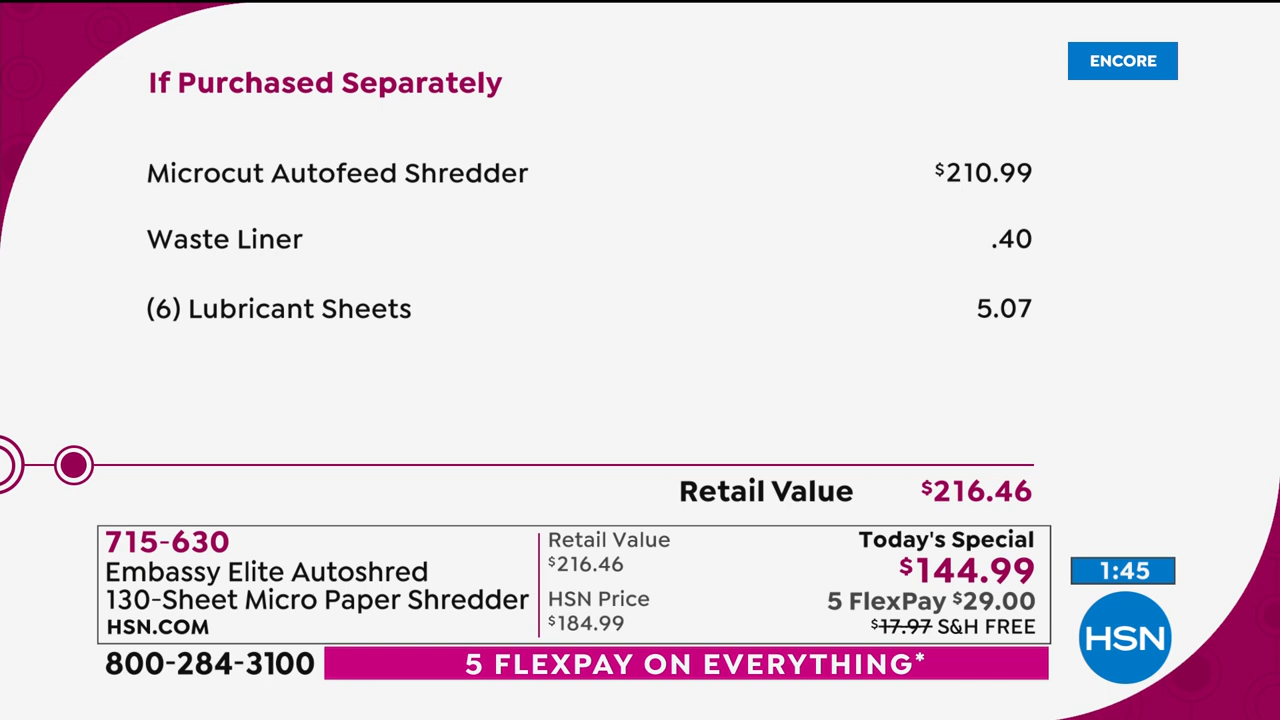 ENCORE
If Purchased Separately
Microcut Autofeed Shredder $210.99
Waste Liner .40
(6) Lubricant Sheets 5.07
Retail Value $216.46
715-630
Embassy Elite Autoshred
130-Sheet Micro Paper Shredder
HSN.COM
Retail Value
$216.46
HSN Price
$184.99
Today's Special
$144.99
5 FlexPay $29.00
$17.97 S&H FREE
1:45
HSN
800-284-3100
5 FLEXPAY ON EVERYTHING*